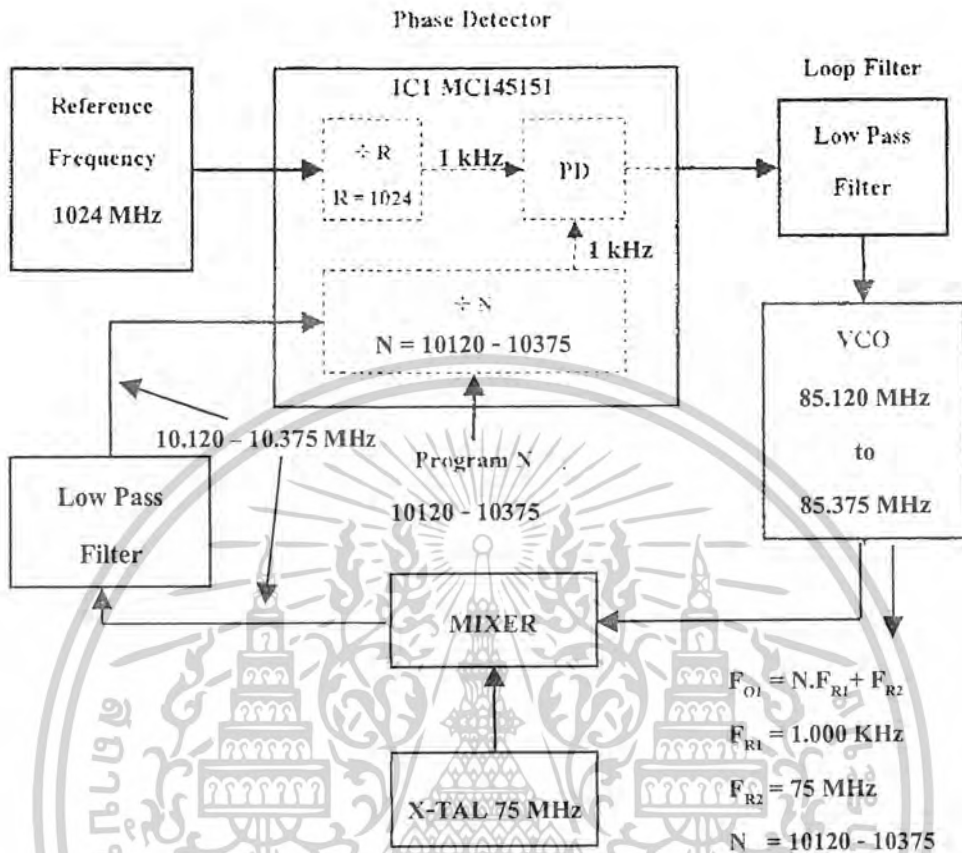 Phase Detector
Reference
Frequency
1024 MHz
IC1 MC145151
÷ R
R = 1024
1 kHz
PD
1 kHz
÷ N
N = 10120 - 10375
Loop Filter
Low Pass
Filter
VCO
85.120 MHz
to
85.375 MHz
10.120 – 10.375 MHz
Program N
10120 - 10375
Low Pass
Filter
MIXER
X-TAL 75 MHz
F_O1 = N.F_R1 + F_R2
F_R1 = 1.000 KHz
F_R2 = 75 MHz
N = 10120 - 10375